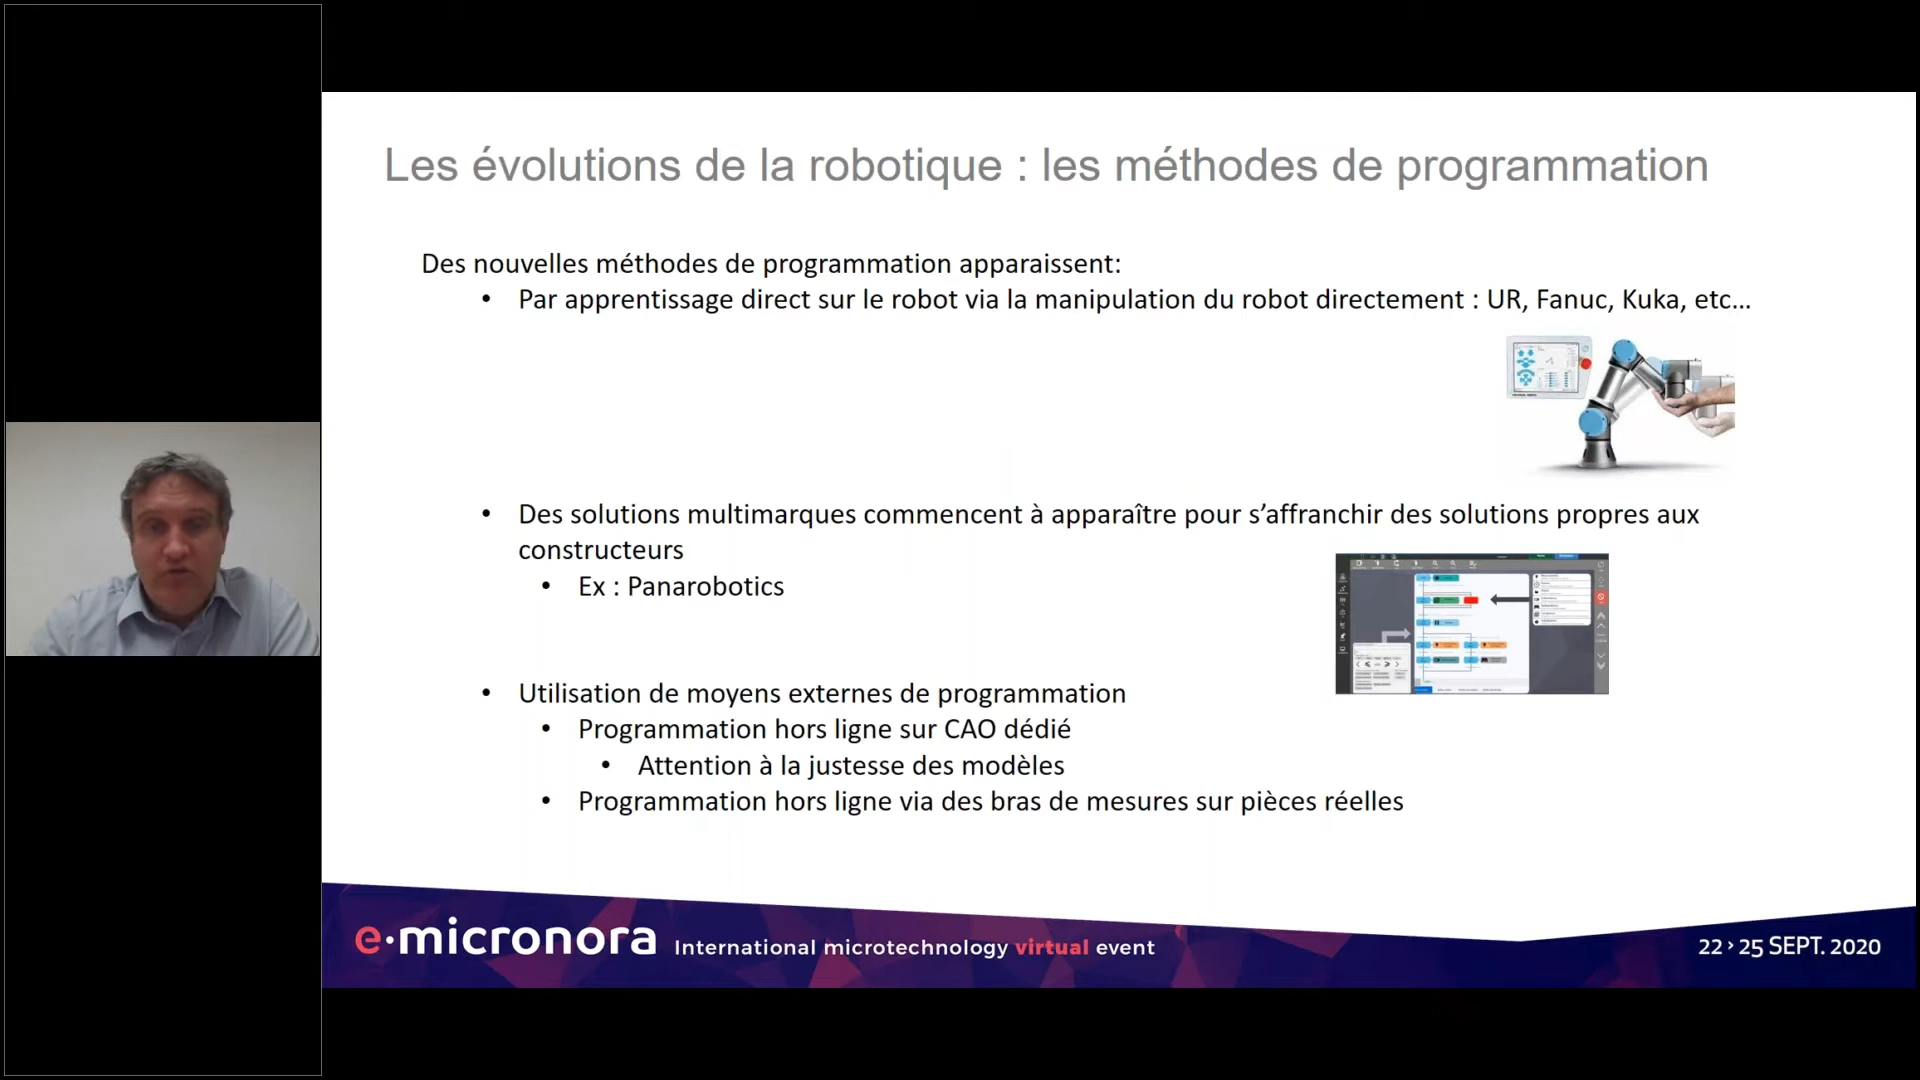 Les évolutions de la robotique : les méthodes de programmation
Des nouvelles méthodes de programmation apparaissent:
• Par apprentissage direct sur le robot via la manipulation du robot directement : UR, Fanuc, Kuka, etc...
• Des solutions multimarques commencent à apparaître pour s’affranchir des solutions propres aux
constructeurs
• Ex : Panarobotics
• Utilisation de moyens externes de programmation
• Programmation hors ligne sur CAO dédié
• Attention à la justesse des modèles
• Programmation hors ligne via des bras de mesures sur pièces réelles
e·micronora International microtechnology virtual event
22 › 25 SEPT. 2020